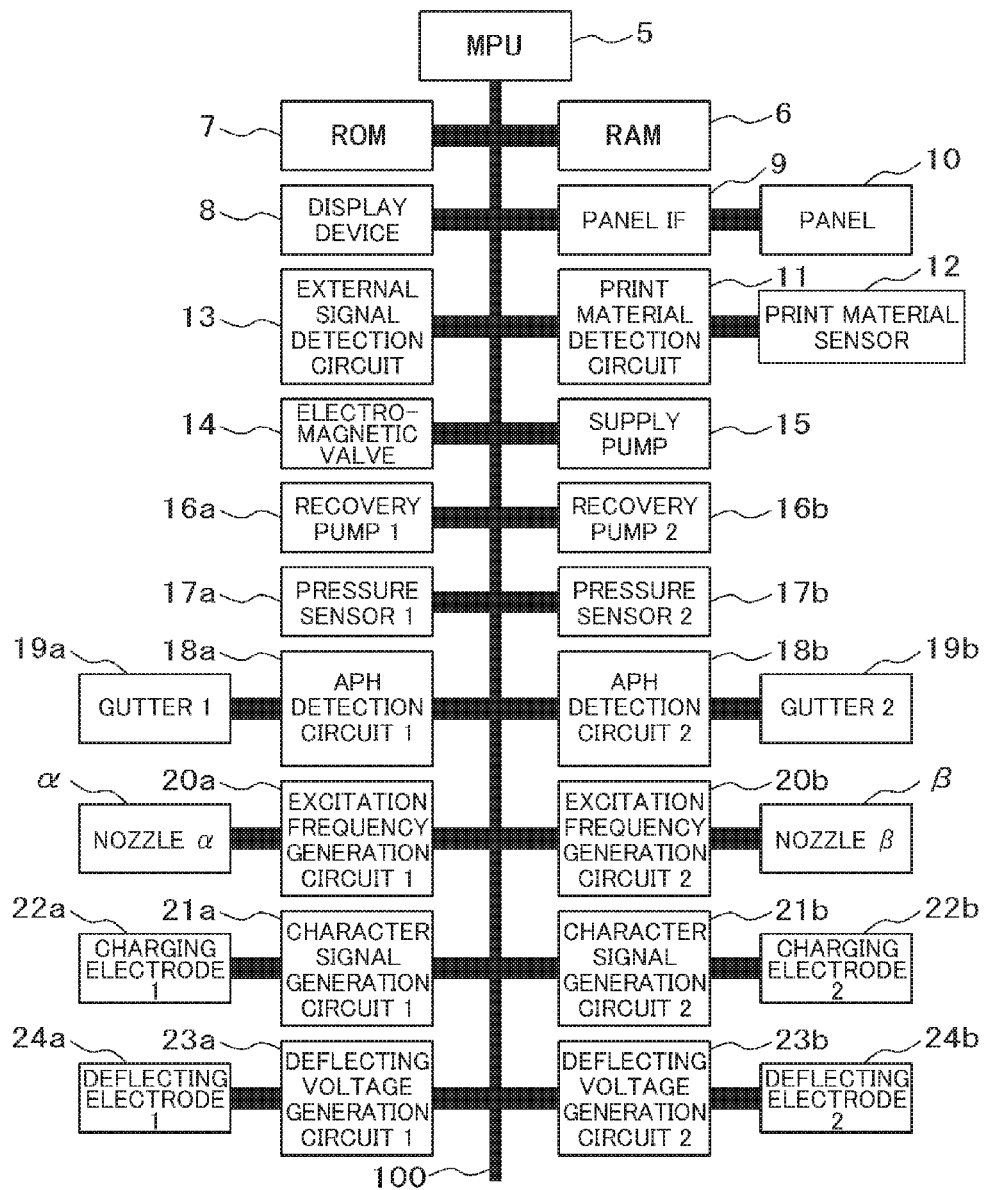 MPU
5
7
ROM
RAM
6
8
DISPLAY
DEVICE
PANEL IF
9
PANEL
10
13
EXTERNAL
SIGNAL
DETECTION
CIRCUIT
PRINT
MATERIAL
DETECTION
CIRCUIT
11
PRINT MATERIAL
SENSOR
12
14
ELECTRO-
MAGNETIC
VALVE
SUPPLY
PUMP
15
16a
RECOVERY
PUMP 1
RECOVERY
PUMP 2
16b
17a
PRESSURE
SENSOR 1
PRESSURE
SENSOR 2
17b
19a
GUTTER 1
18a
APH
DETECTION
CIRCUIT 1
APH
DETECTION
CIRCUIT 2
18b
GUTTER 2
19b
α
NOZZLE α
20a
EXCITATION
FREQUENCY
GENERATION
CIRCUIT 1
EXCITATION
FREQUENCY
GENERATION
CIRCUIT 2
20b
NOZZLE β
β
22a
CHARGING
ELECTRODE
1
21a
CHARACTER
SIGNAL
GENERATION
CIRCUIT 1
CHARACTER
SIGNAL
GENERATION
CIRCUIT 2
21b
CHARGING
ELECTRODE
2
22b
24a
DEFLECTING
ELECTRODE
1
23a
DEFLECTING
VOLTAGE
GENERATION
CIRCUIT 1
DEFLECTING
VOLTAGE
GENERATION
CIRCUIT 2
23b
DEFLECTING
ELECTRODE
2
24b
100